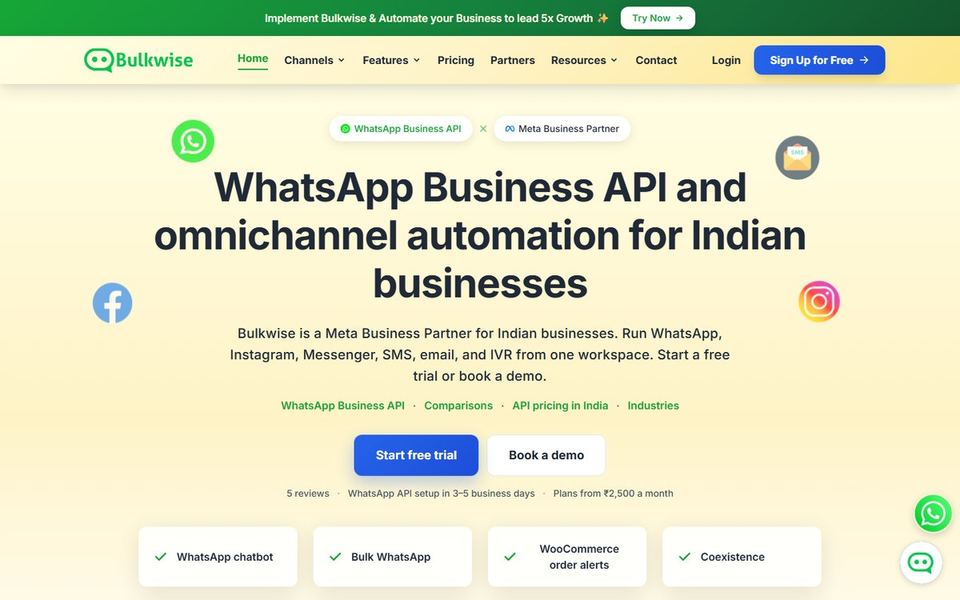 Implement Bulkwise & Automate your Business to lead 5x Growth ✨ Try Now →
Bulkwise Home Channels Features Pricing Partners Resources Contact Login Sign Up for Free →
WhatsApp Business API × Meta Business Partner
SMS
WhatsApp Business API and
omnichannel automation for Indian
businesses
Bulkwise is a Meta Business Partner for Indian businesses. Run WhatsApp,
Instagram, Messenger, SMS, email, and IVR from one workspace. Start a free
trial or book a demo.
WhatsApp Business API · Comparisons · API pricing in India · Industries
Start free trial Book a demo
5 reviews · WhatsApp API setup in 3–5 business days · Plans from ₹2,500 a month
WhatsApp chatbot Bulk WhatsApp WooCommerce Coexistence
order alerts